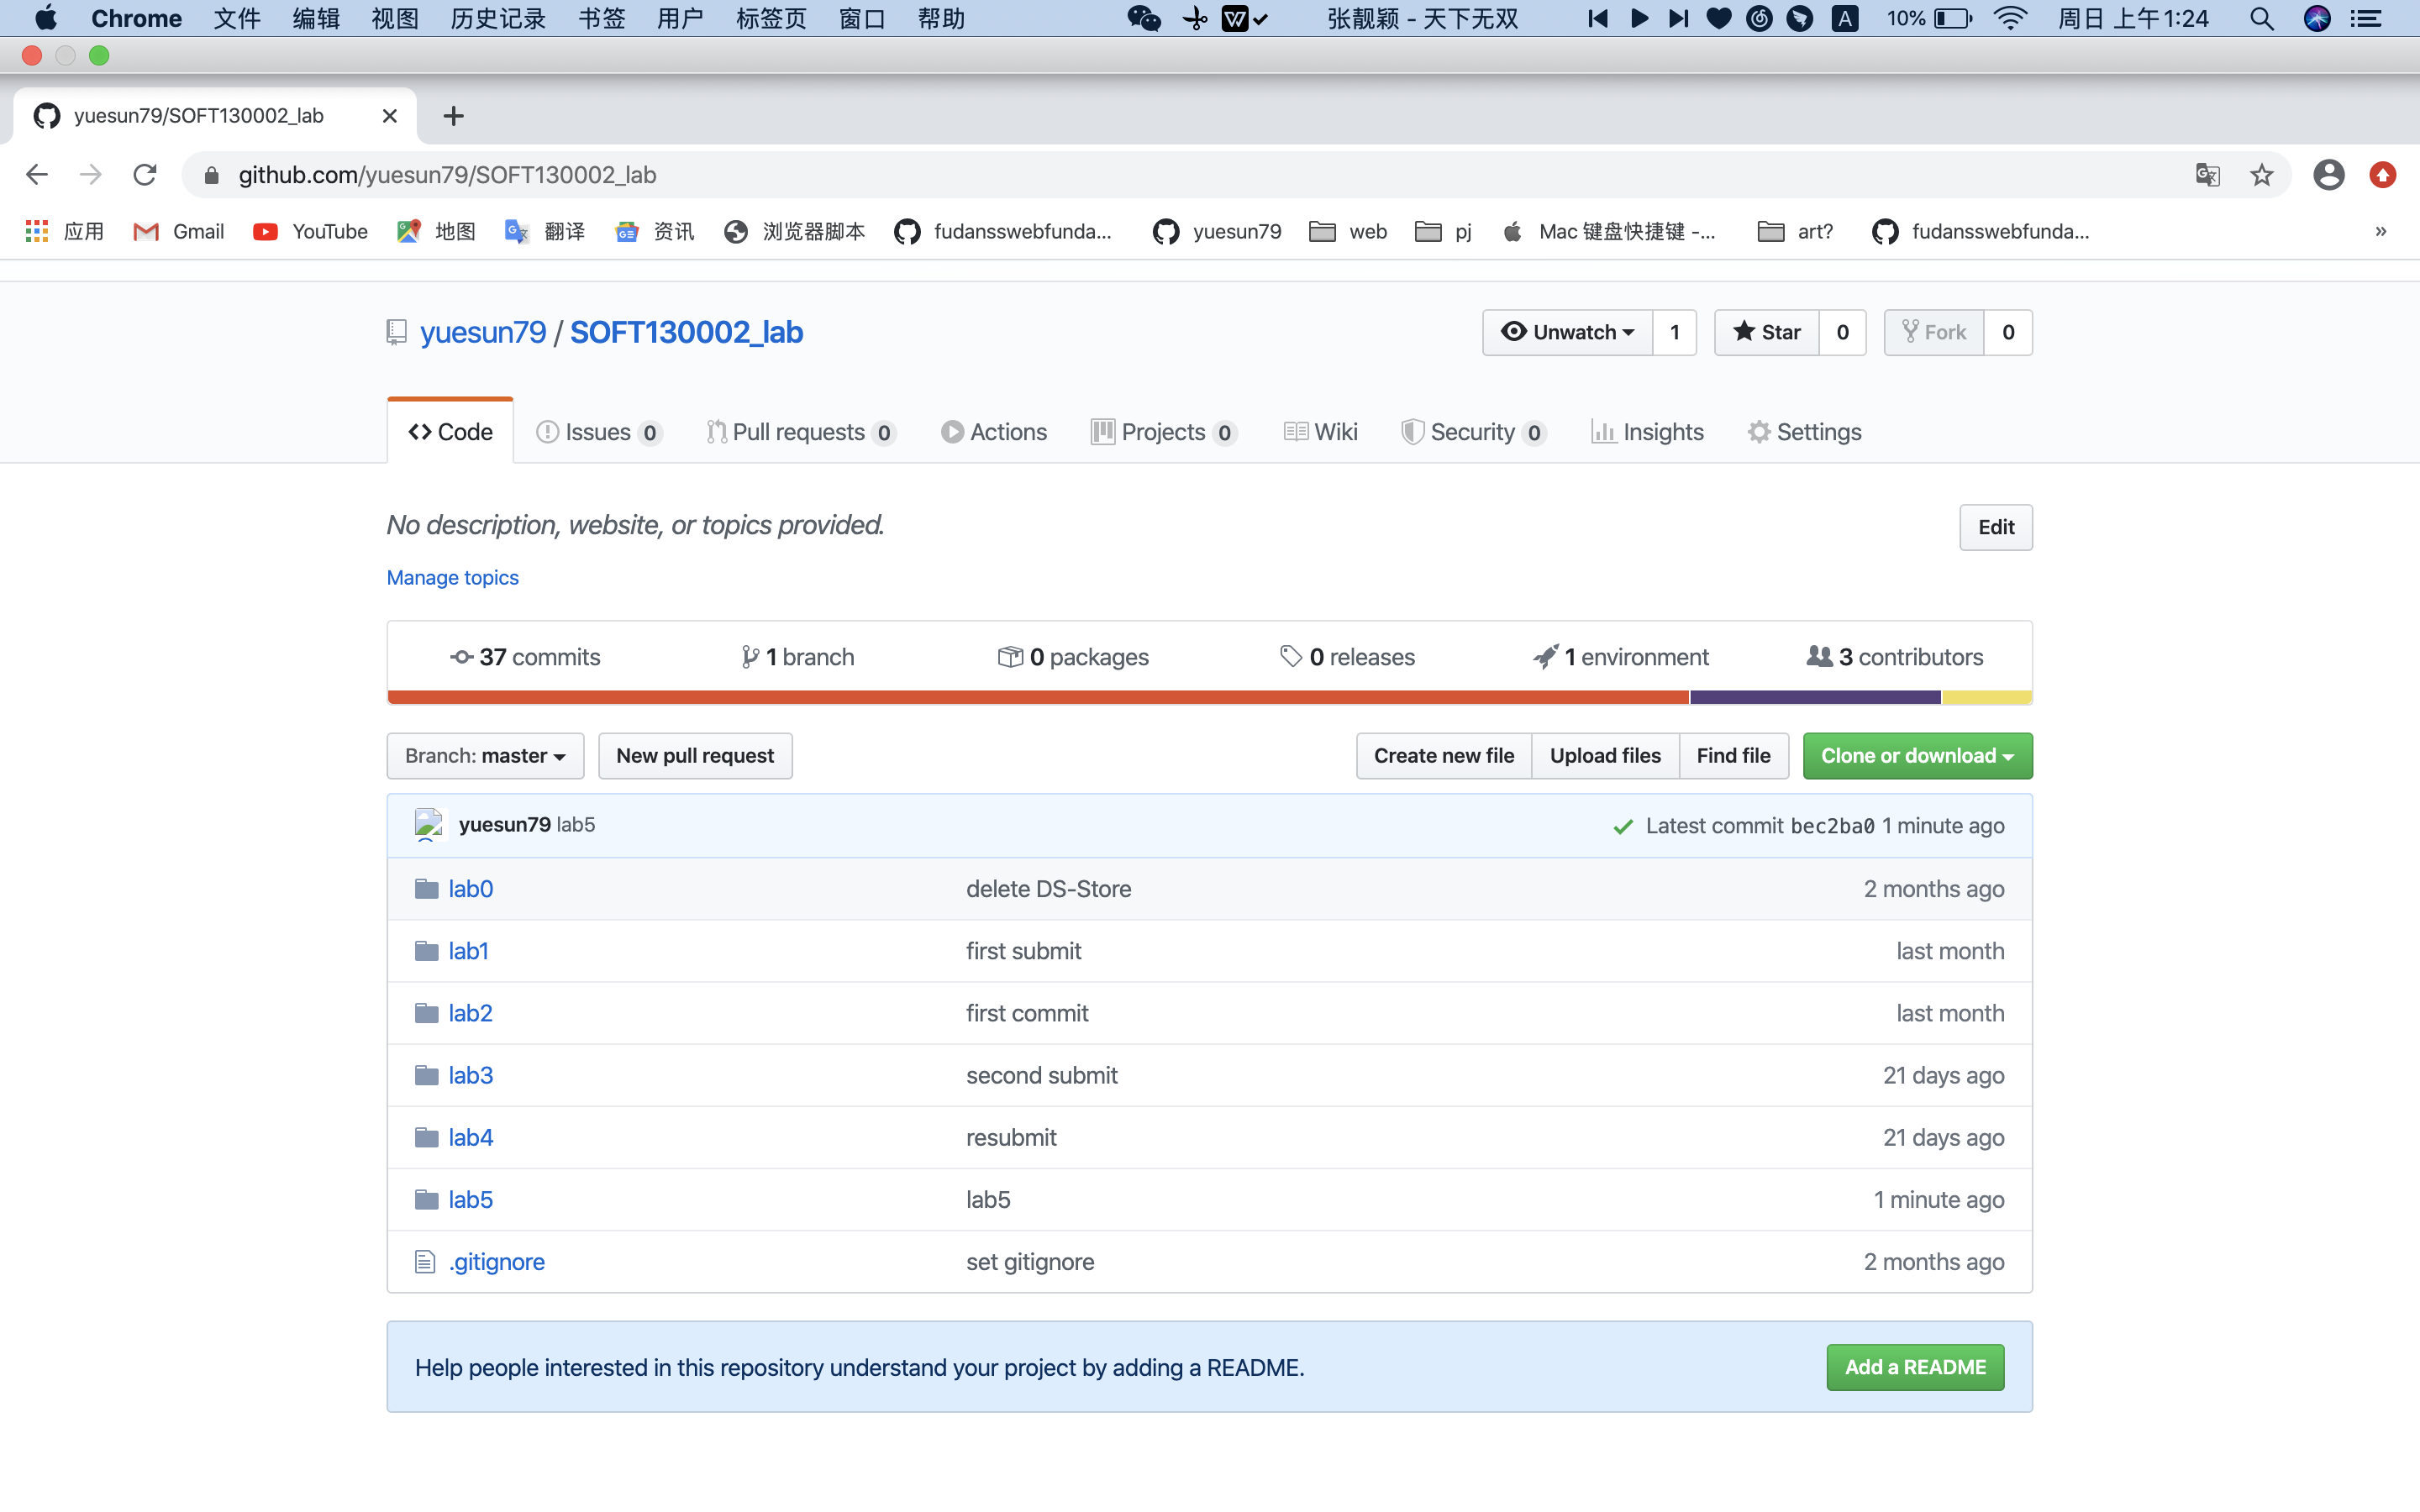 Chrome 文件 编辑 视图 历史记录 书签 用户 标签页 窗口 帮助 张靓颖 - 天下无双 A 10% 周日 上午1:24
yuesun79/SOFT130002_lab
github.com/yuesun79/SOFT130002_lab
应用 Gmail YouTube 地图 翻译 资讯 浏览器脚本 fudansswebfunda... yuesun79 web pj Mac 键盘快捷键 -... art? fudansswebfunda... »
yuesun79 / SOFT130002_lab Unwatch 1 Star 0 Fork 0
Code Issues 0 Pull requests 0 Actions Projects 0 Wiki Security 0 Insights Settings
No description, website, or topics provided. Edit
Manage topics
37 commits 1 branch 0 packages 0 releases 1 environment 3 contributors
Branch: master New pull request Create new file Upload files Find file Clone or download
yuesun79 lab5 Latest commit bec2ba0 1 minute ago
lab0 delete DS-Store 2 months ago
lab1 first submit last month
lab2 first commit last month
lab3 second submit 21 days ago
lab4 resubmit 21 days ago
lab5 lab5 1 minute ago
.gitignore set gitignore 2 months ago
Help people interested in this repository understand your project by adding a README. Add a README